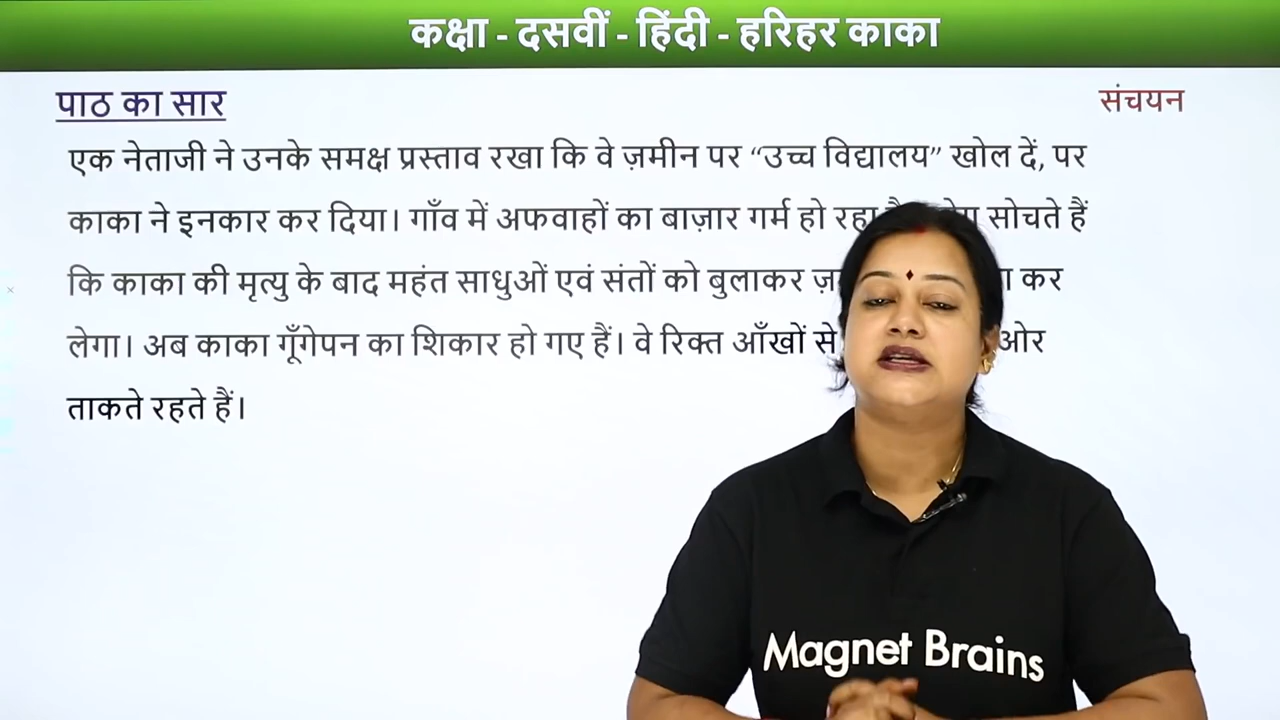 कक्षा - दसवीं - हिंदी - हरिहर काका
पाठ का सार
संचयन
एक नेताजी ने उनके समक्ष प्रस्ताव रखा कि वे ज़मीन पर “उच्च विद्यालय” खोल दें, पर
काका ने इनकार कर दिया। गाँव में अफवाहों का बाज़ार गर्म हो रहा सोचते हैं
कि काका की मृत्यु के बाद महंत साधुओं एवं संतों को बुलाकर कर
लेगा। अब काका गूँगेपन का शिकार हो गए हैं। वे रिक्त आँखों से ओर
ताकते रहते हैं।
Magnet Brains